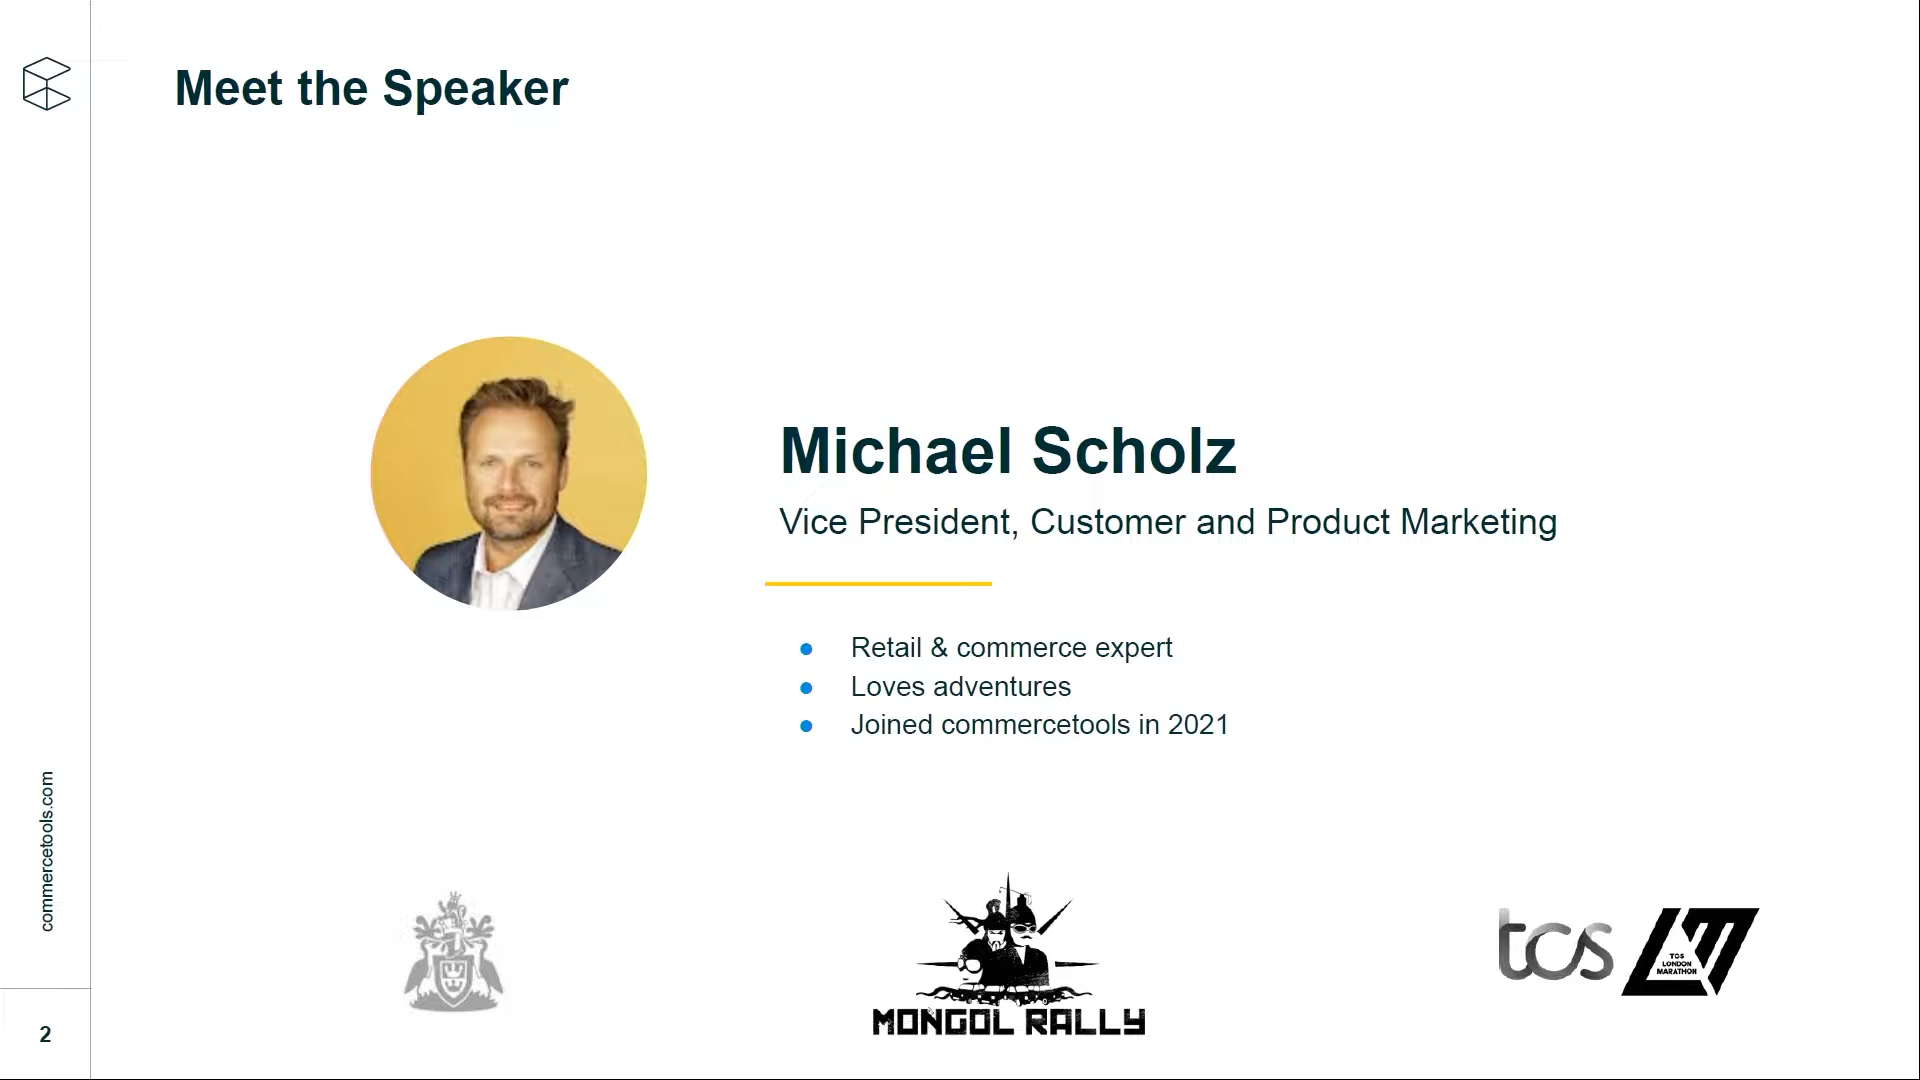 Meet the Speaker
Michael Scholz
Vice President, Customer and Product Marketing
● Retail & commerce expert
● Loves adventures
● Joined commercetools in 2021
commercetools.com
2
MONGOL RALLY
tcs
TCS
LONDON
MARATHON